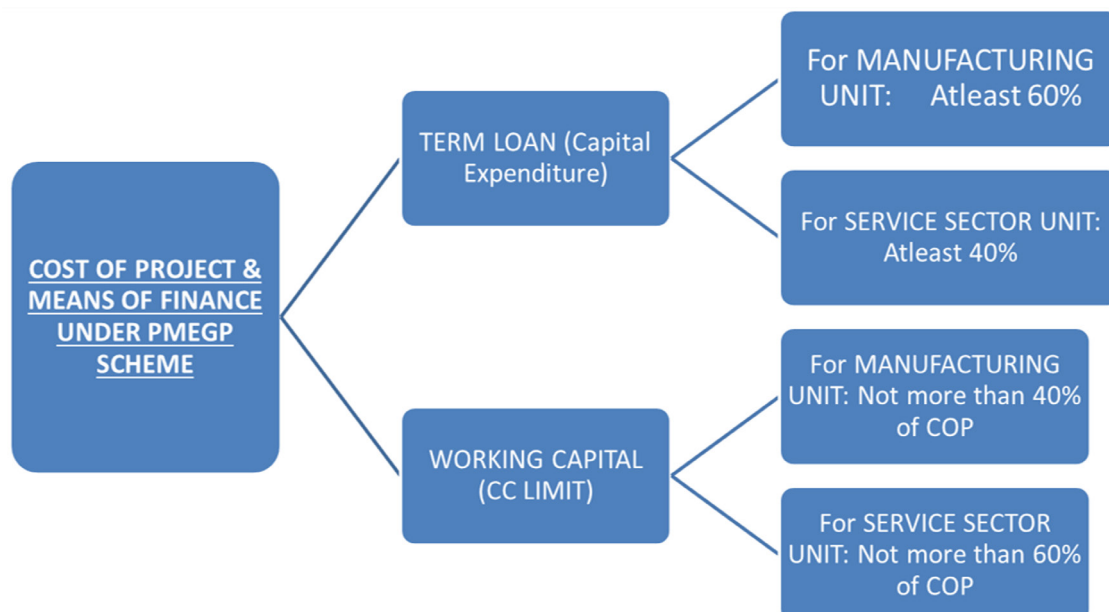 COST OF PROJECT &
MEANS OF FINANCE
UNDER PMEGP
SCHEME
TERM LOAN (Capital
Expenditure)
For MANUFACTURING
UNIT: Atleast 60%
For SERVICE SECTOR UNIT:
Atleast 40%
WORKING CAPITAL
(CC LIMIT)
For MANUFACTURING
UNIT: Not more than 40%
of COP
For SERVICE SECTOR
UNIT: Not more than 60%
of COP